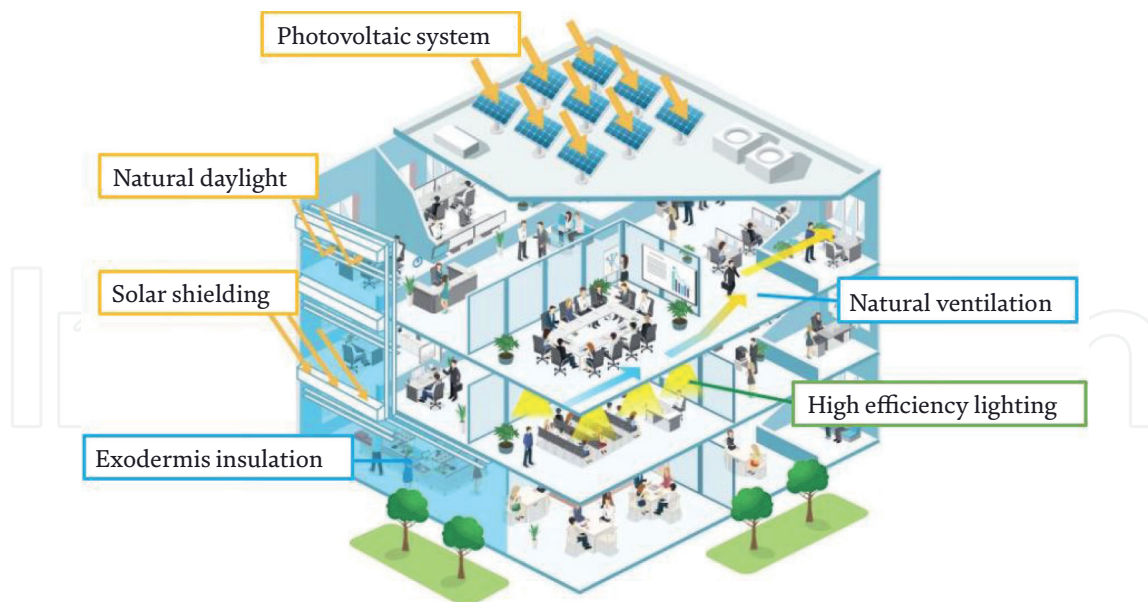 Photovoltaic system
Natural daylight
Solar shielding
Natural ventilation
High efficiency lighting
Exodermis insulation